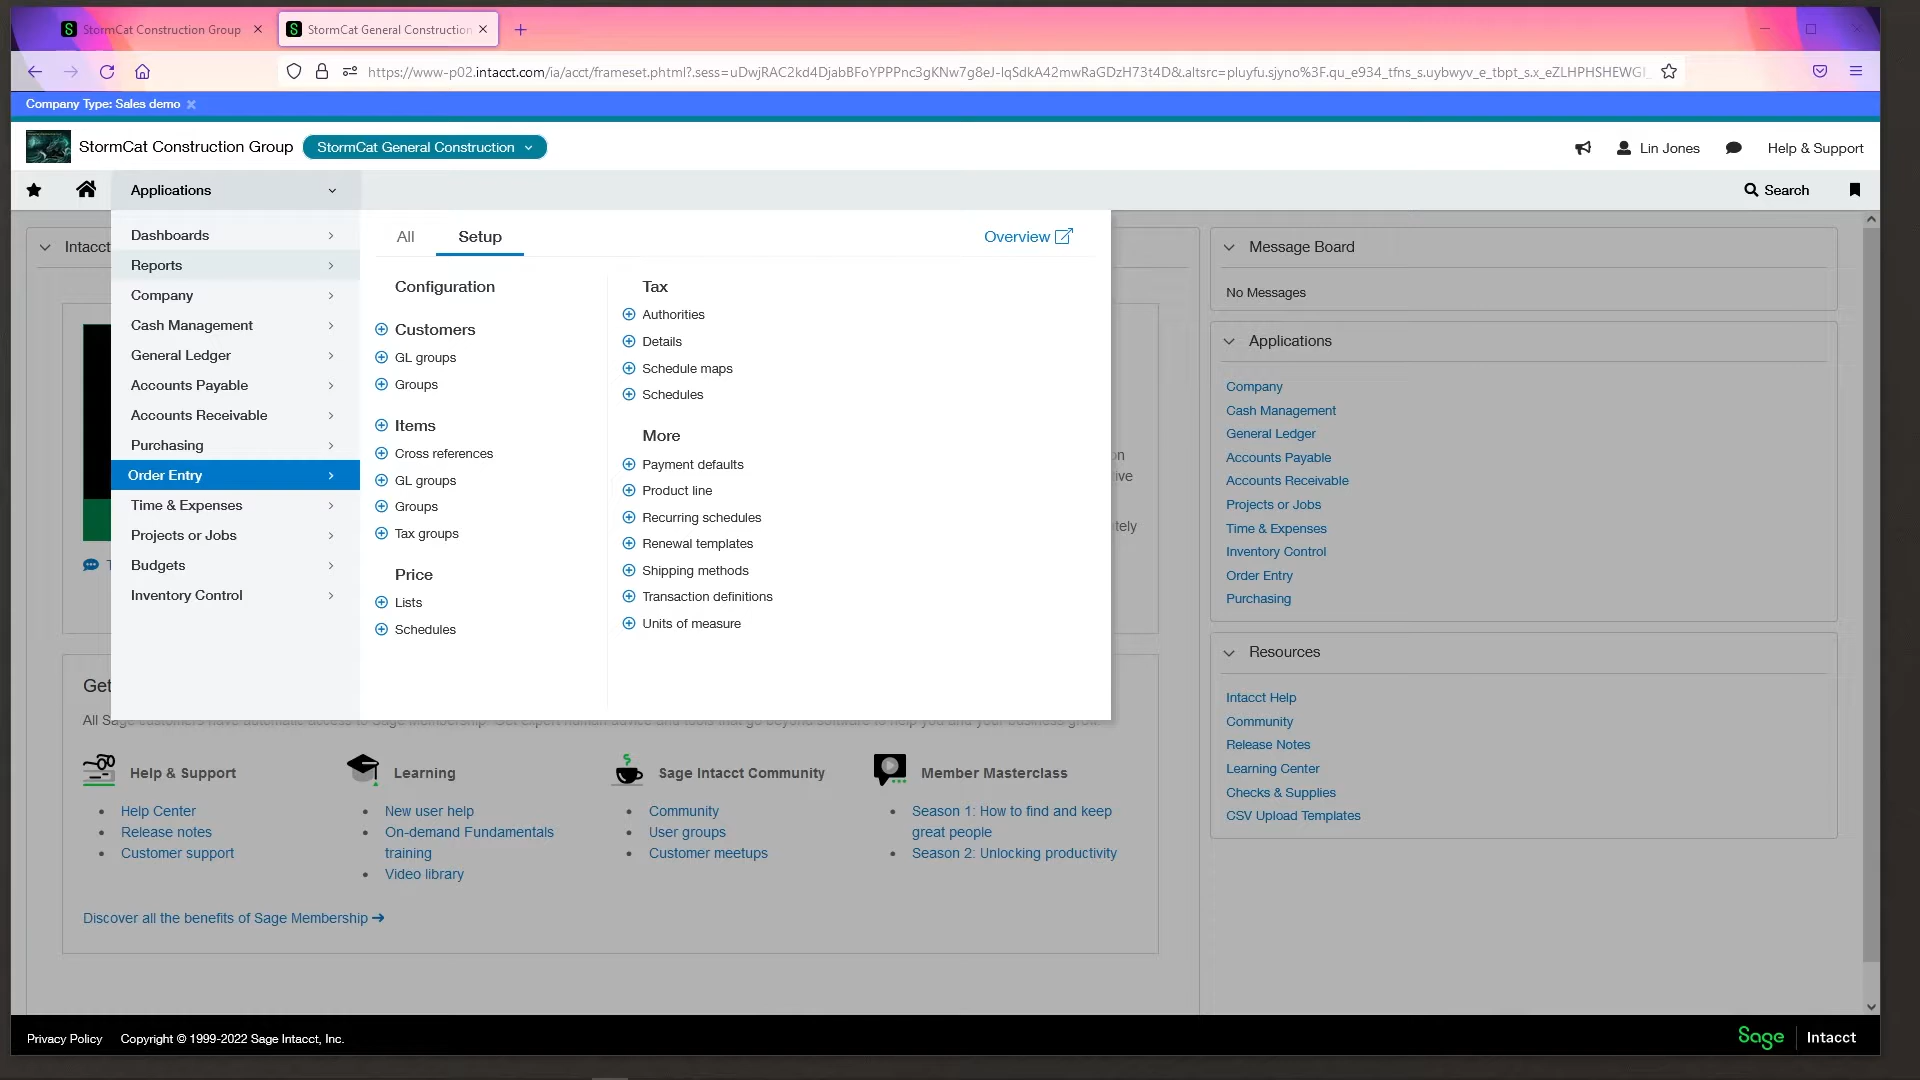 StormCat Construction Group
StormCat General Construction
https://www-p02.intacct.com/ia/acct/frameset.phtml?.sess=uDwjRAC2kd4DjabBFoYPPPnc3gKNw7g8eJ-IqSdkA42mwRaGDzH73t4D&.altsrc=pluyfu.sjyno%3F.qu_e934_tfns_s.uybwyv_e_tbpt_s.x_eZLHPHSHEWGI_
Company Type: Sales demo
StormCat Construction Group
StormCat General Construction
Lin Jones
Help & Support
Applications
Search
Dashboards
Reports
Company
Cash Management
General Ledger
Accounts Payable
Accounts Receivable
Purchasing
Order Entry
Time & Expenses
Projects or Jobs
Budgets
Inventory Control
All
Setup
Overview
Configuration
Customers
GL groups
Groups
Items
Cross references
GL groups
Groups
Tax groups
Price
Lists
Schedules
Tax
Authorities
Details
Schedule maps
Schedules
More
Payment defaults
Product line
Recurring schedules
Renewal templates
Shipping methods
Transaction definitions
Units of measure
Intacct
Get
Message Board
No Messages
Applications
Company
Cash Management
General Ledger
Accounts Payable
Accounts Receivable
Projects or Jobs
Time & Expenses
Inventory Control
Order Entry
Purchasing
Resources
Intacct Help
Community
Release Notes
Learning Center
Checks & Supplies
CSV Upload Templates
Help & Support
Help Center
Release notes
Customer support
Learning
New user help
On-demand Fundamentals
training
Video library
Sage Intacct Community
Community
User groups
Customer meetups
Member Masterclass
Season 1: How to find and keep
great people
Season 2: Unlocking productivity
Discover all the benefits of Sage Membership
Privacy Policy
Copyright © 1999-2022 Sage Intacct, Inc.
Sage Intacct